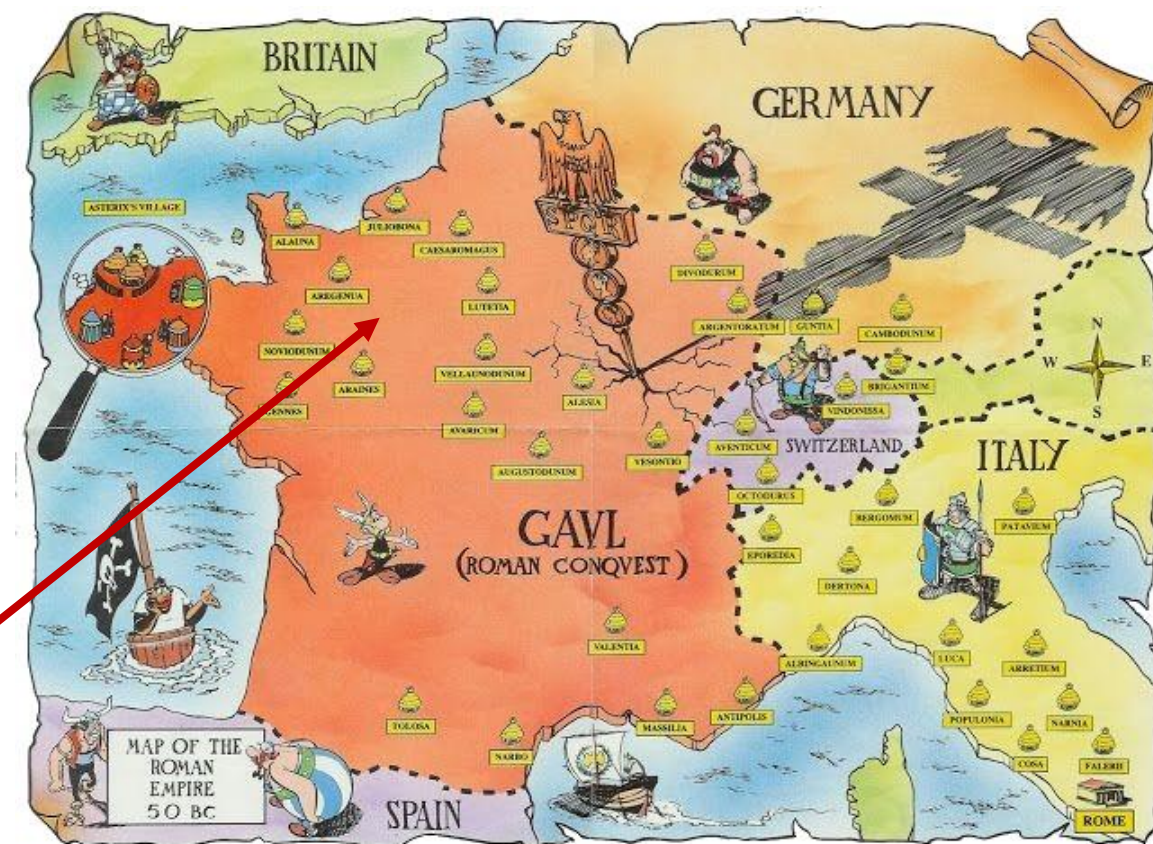 BRITAIN
GERMANY
ASTERIX'S VILLAGE
ALAUNA
JULIOBONA
CAESAROMAGUS
SPQR
DIVODURUM
AREGENUA
LUTETIA
ARGENTORATUM
GUNTIA
CAMBODUNUM
N
W
E
S
NOVIODUNUM
ARAINES
VELLAUNODUNUM
ALESIA
BRIGANTIUM
VINDONISSA
AVARICUM
AVENTICUM
SWITZERLAND
ITALY
AUGUSTODUNUM
VESONTIO
OCTODURUS
BERGOMUM
PATAVIUM
GAVL
(ROMAN CONQVEST)
EPOREDIA
DERTONA
VALENTIA
ALBINGAUNUM
LUCA
ARRETIUM
TOLOSA
MASSILIA
ANTIPOLIS
POPULONIA
NARNIA
NARBO
COSA
FALERII
MAP OF THE
ROMAN
EMPIRE
50 BC
SPAIN
ROME